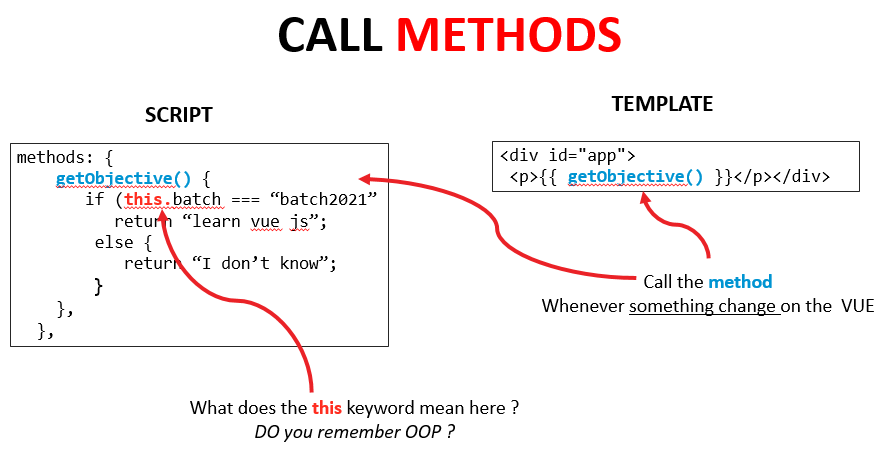 CALL METHODS
SCRIPT
methods: {
getObjective() {
if (this.batch === “batch2021”
return “learn vue js”;
else {
return “I don’t know”;
}
},
},
TEMPLATE
<div id="app">
<p>{{ getObjective() }}</p></div>
Call the method
Whenever something change on the VUE
What does the this keyword mean here ?
DO you remember OOP ?